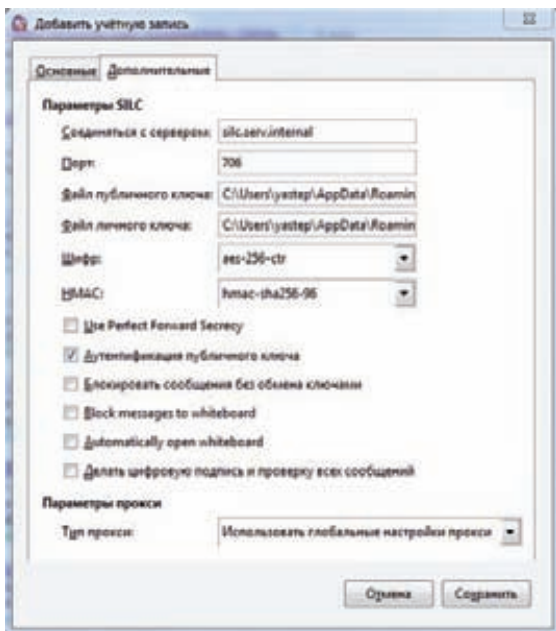 Добавить учётную запись
Основные
Дополнительные
Параметры SILC
Соединяться с сервером: silc.serv.internal
Порт: 706
Файл публичного ключа: C:\Users\yastep\AppData\Roamin
Файл личного ключа: C:\Users\yastep\AppData\Roamin
Шифр: aes-256-ctr
HMAC: hmac-sha256-96
Use Perfect Forward Secrecy
Аутентификация публичного ключа
Блокировать сообщения без обмена ключами
Block messages to whiteboard
Automatically open whiteboard
Делать цифровую подпись и проверку всех сообщений
Параметры прокси
Тип прокси: Использовать глобальные настройки прокси
Отмена
Сохранить